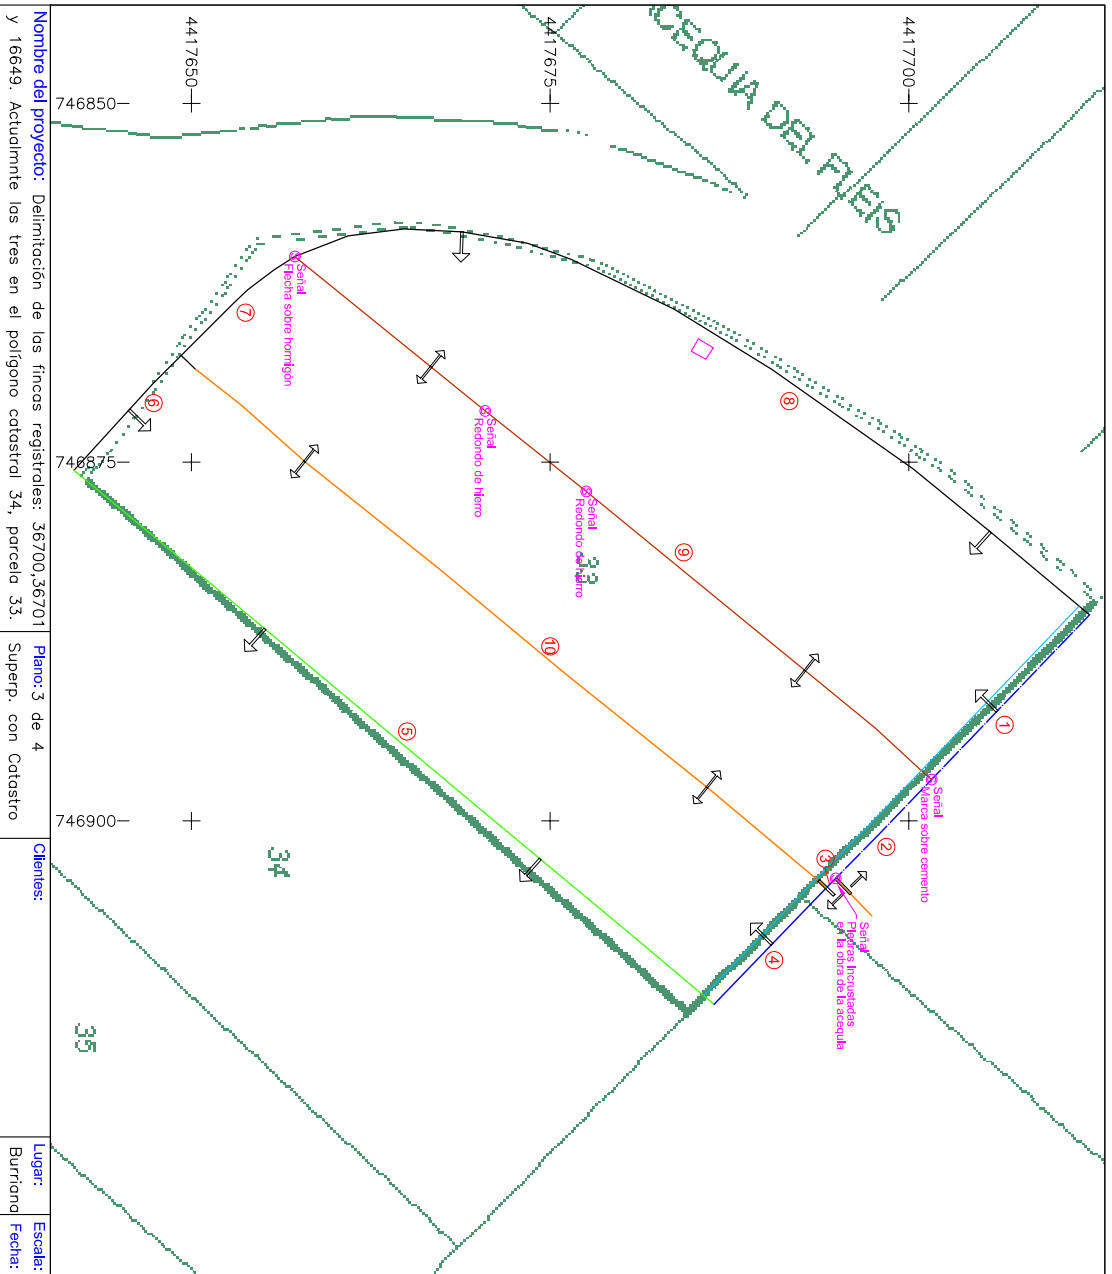 ACEQUIA DEL FLEIS
4417700
4417675
4417650
746850
746875
746900
Señal
Flecha sobre hormigón
Señal
Redondo de hierro
Señal
Redondo de hierro
Señal
Marca sobre cemento
Señal
Piedras incrustadas
en la obra de la acequia
1
2
3
4
5
6
7
8
9
10
33
34
35
Nombre del proyecto: Delimitación de las fincas registrales: 36700,36701
y 16649. Actualmnte las tres en el polígono catastral 34, parcela 33.
Plano: 3 de 4
Superp. con Catastro
Clientes:
Lugar:
Burriana
Escala:
Fecha: